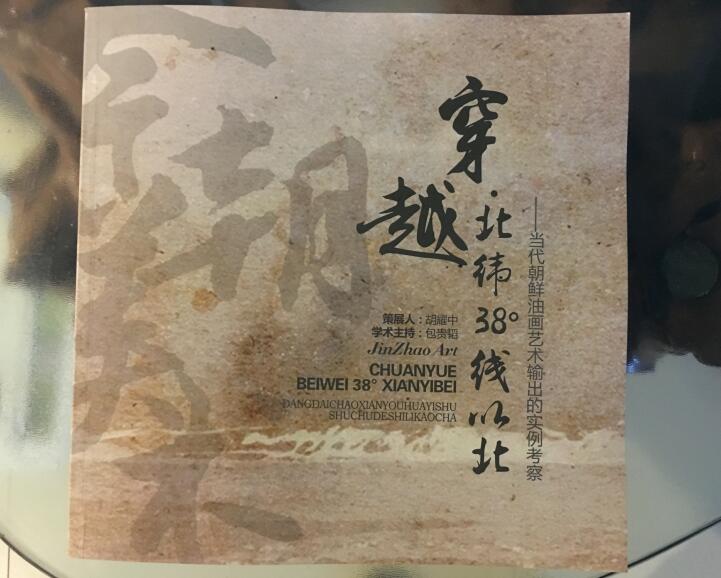 穿越·北纬38°线以北
——当代朝鲜油画艺术输出的实例考察
策展人：胡耀中
学术主持：包贵韬
JinZhao Art
CHUANYUE
BEIWEI 38° XIANYIBEI
DANGDAICHAOXIANYOUHUAYISHU
SHUCHUDESHILIKAOCHA